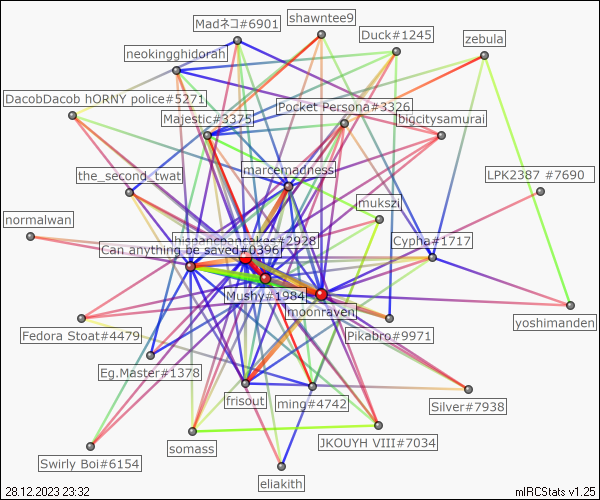 shawntee9
Madネコ#6901
Duck#1245
zebula
neokingghidorah
DacobDacob hORNY police#5271
Pocket Persona#3326
Majestic#3375
bigcitysamurai
marcemadness
the_second_twat
LPK2387 #7690
mukszi
normalwan
hispancpancakes#2928
Cypha#1717
Can anything be saved#0396
Mushy#1984
moonraven
yoshimanden
Fedora Stoat#4479
Pikabro#9971
Eg.Master#1378
frisout
ming#4742
Silver#7938
JKOUYH VIII#7034
somass
Swirly Boi#6154
eliakith
28.12.2023 23:32
mIRCStats v1.25